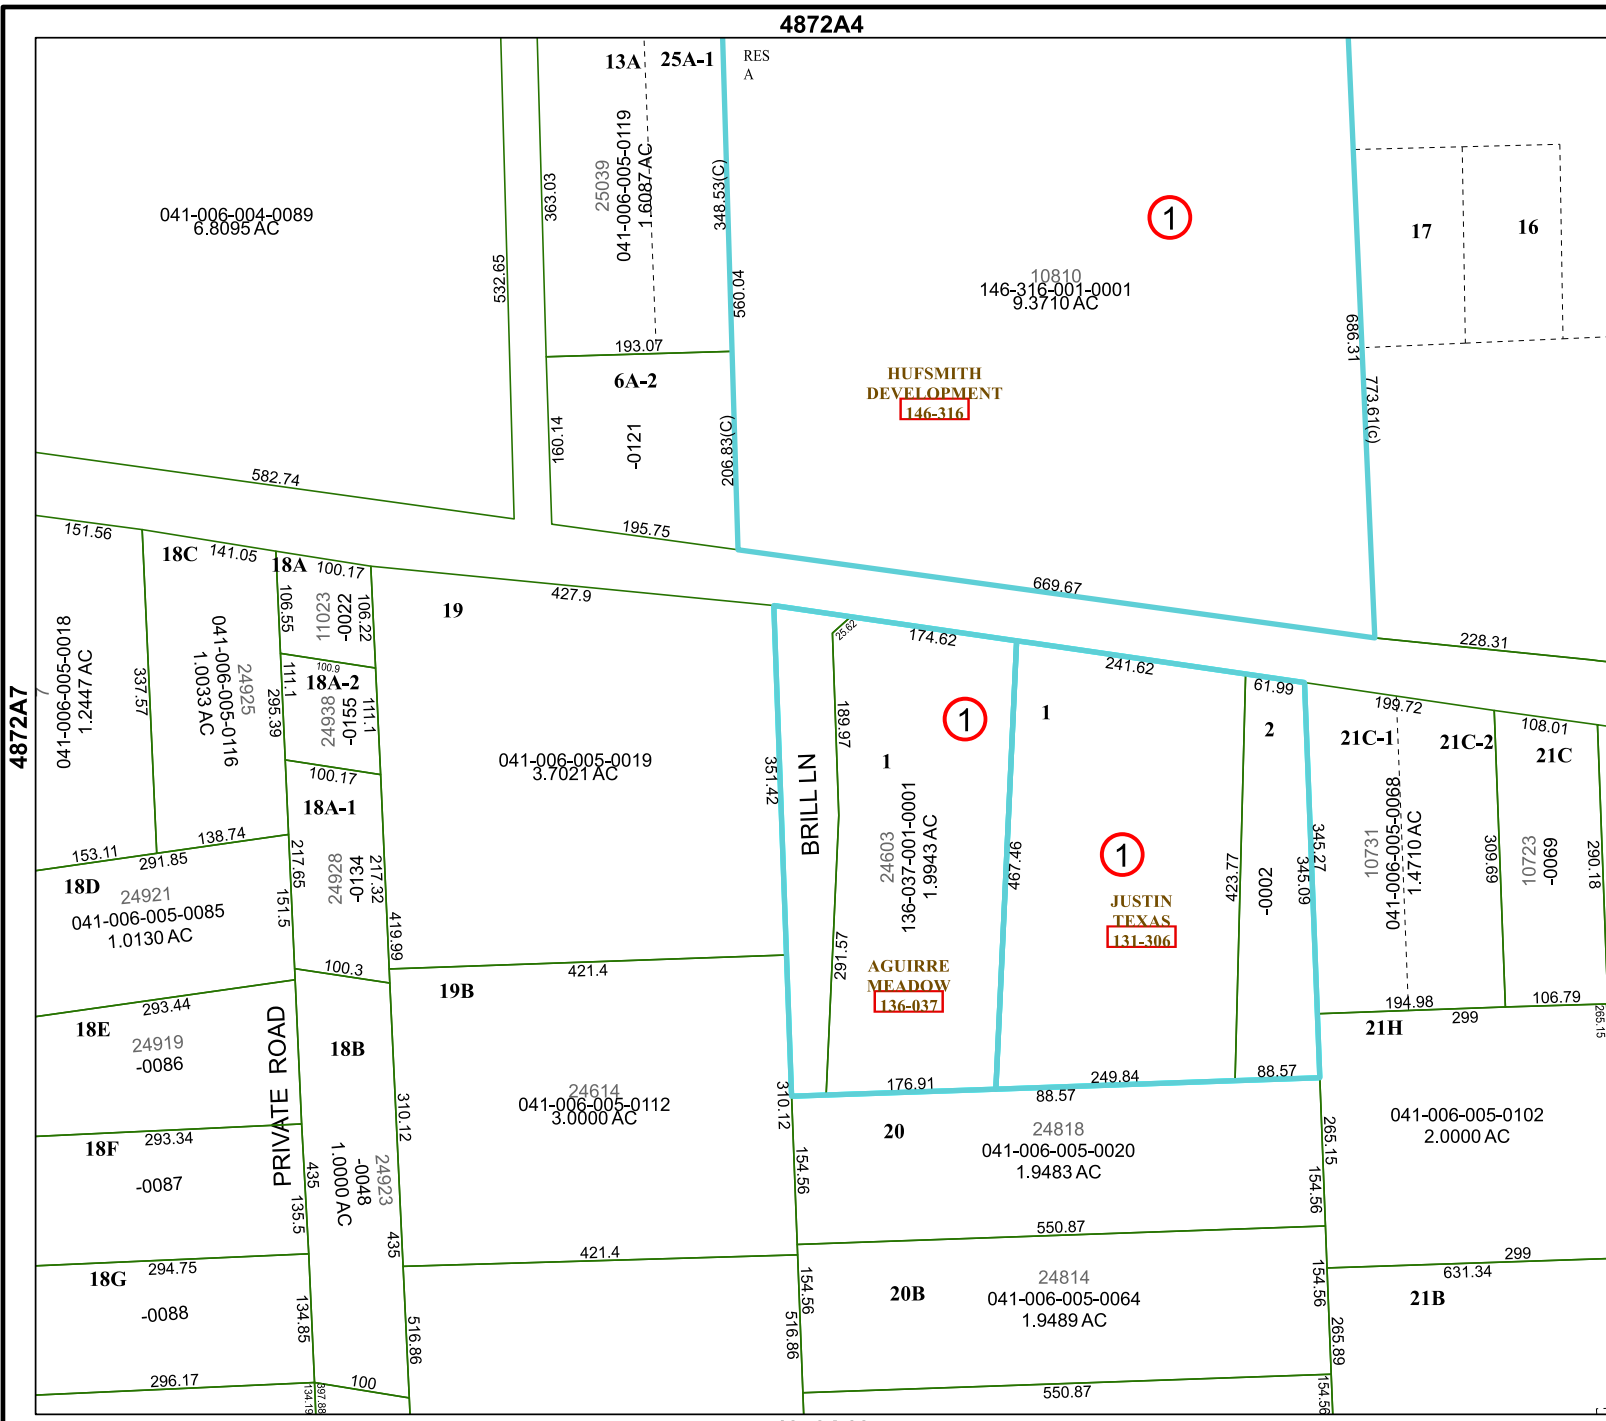 4872A4
4872A7
041-006-004-0089
6.8095 AC
532.65
582.74
13A
25A-1
RES
A
363.03
25039
041-006-005-0119
1.6087 AC
348.53(C)
560.04
193.07
6A-2
160.14
-0121
206.83(C)
195.75
1
10810
146-316-001-0001
9.3710 AC
HUFSMITH
DEVELOPMENT
146-316
686.31
773.61(c)
17
16
669.67
228.31
151.56
18C
141.05
18A
100.17
427.9
7
041-006-005-0018
1.2447 AC
337.57
24925
041-006-005-0116
1.0033 AC
106.55
11023
-0022
106.22
295.39
111.1
100.9
18A-2
24938
-0155
111.1
100.17
18A-1
153.11
138.74
291.85
18D
24921
041-006-005-0085
1.0130 AC
217.65
151.5
24928
-0134
217.32
419.99
100.3
19
041-006-005-0019
3.7021 AC
351.42
421.4
BRILL LN
25.62
174.62
189.97
1
1
24603
136-037-001-0001
1.9943 AC
291.57
AGUIRRE
MEADOW
136-037
176.91
467.46
241.62
1
1
JUSTIN
TEXAS
131-306
423.77
249.84
61.99
2
-0002
345.27
345.09
88.57
88.57
199.72
21C-1
10731
041-006-005-0068
1.4710 AC
21C-2
309.69
194.98
108.01
21C
10723
-0069
290.18
106.79
299
265.15
21H
041-006-005-0102
2.0000 AC
265.15
154.56
299
631.34
21B
293.44
18E
24919
-0086
PRIVATE ROAD
18B
293.34
18F
-0087
435
135.5
1.0000 AC
-0048
24923
310.12
435
294.75
18G
-0088
134.85
296.17
134.19
397.88
100
516.86
19B
24614
041-006-005-0112
3.0000 AC
310.12
421.4
20
24818
041-006-005-0020
1.9483 AC
154.56
550.87
20B
24814
041-006-005-0064
1.9489 AC
154.56
516.86
154.56
265.89
550.87
154.56